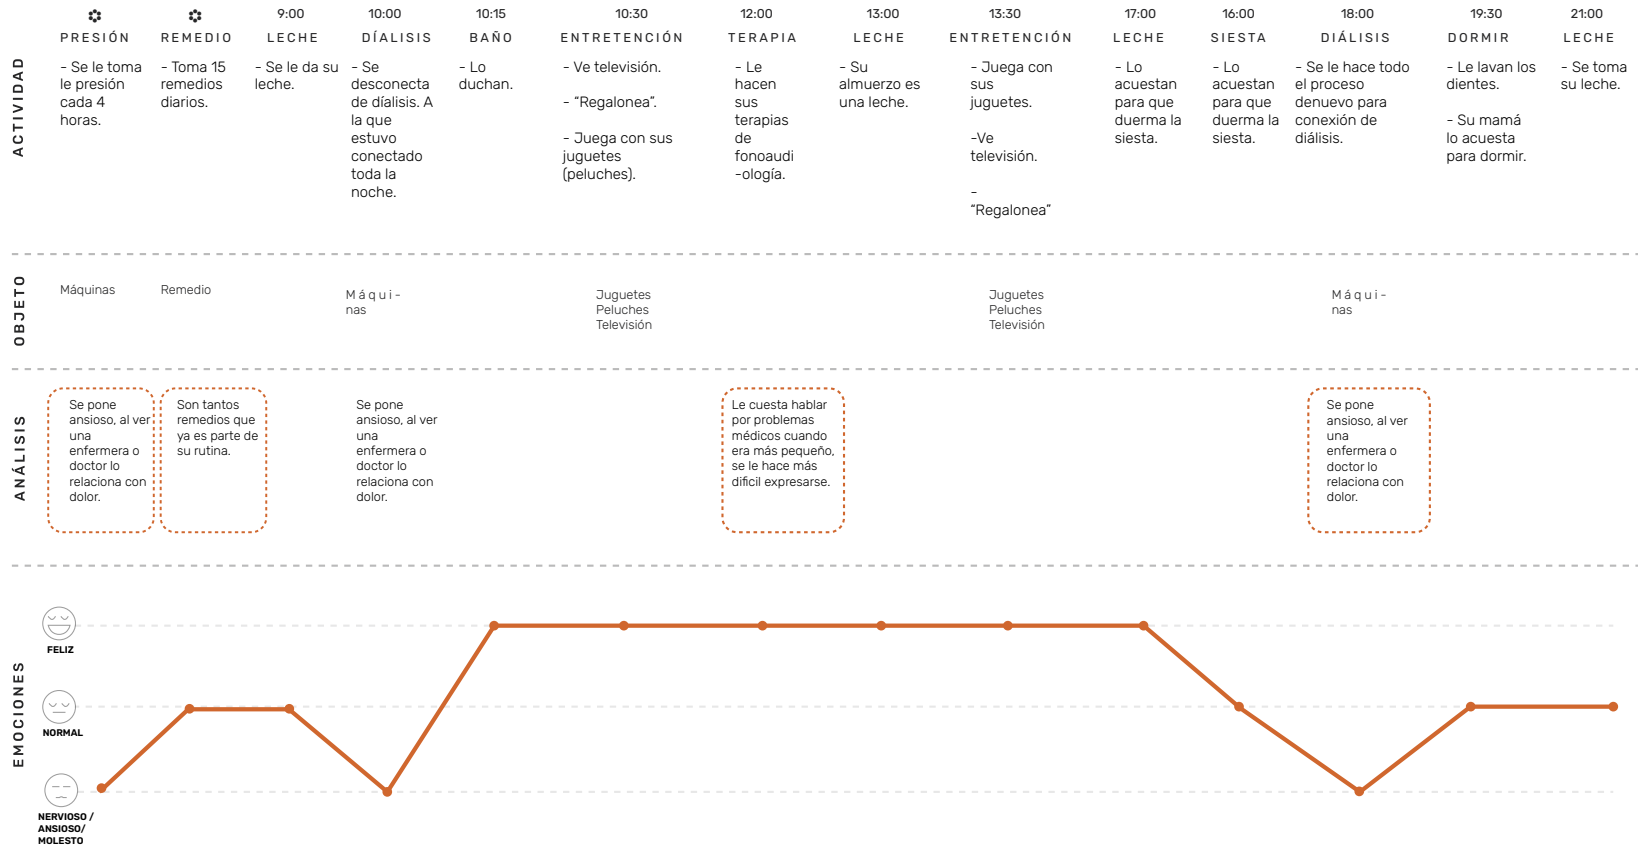 9:00
10:00
10:15
10:30
12:00
13:00
13:30
17:00
16:00
18:00
19:30
21:00
PRESIÓN
REMEDIO
LECHE
DÍALISIS
BAÑO
ENTRETENCIÓN
TERAPIA
LECHE
ENTRETENCIÓN
LECHE
SIESTA
DIÁLISIS
DORMIR
LECHE
ACTIVIDAD
- Se le toma
le presión
cada 4
horas.
- Toma 15
remedios
diarios.
- Se le da su
leche.
- Se
desconecta
de díalisis. A
la que
estuvo
conectado
toda la
noche.
- Lo
duchan.
- Ve televisión.
- “Regalonea”.
- Juega con sus
juguetes
(peluches).
- Le
hacen
sus
terapias
de
fonoaudi
-ología.
- Su
almuerzo es
una leche.
- Juega con
sus
juguetes.
-Ve
televisión.
-
“Regalonea”
- Lo
acuestan
para que
duerma la
siesta.
- Lo
acuestan
para que
duerma la
siesta.
- Se le hace todo
el proceso
denuevo para
conexión de
diálisis.
- Le lavan los
dientes.
- Su mamá
lo acuesta
para dormir.
- Se toma
su leche.
OBJETO
Máquinas
Remedio
Máqui-
nas
Juguetes
Peluches
Televisión
Juguetes
Peluches
Televisión
Máqui-
nas
ANÁLISIS
Se pone
ansioso, al ver
una
enfermera o
doctor lo
relaciona con
dolor.
Son tantos
remedios que
ya es parte de
su rutina.
Se pone
ansioso, al ver
una
enfermera o
doctor lo
relaciona con
dolor.
Le cuesta hablar
por problemas
médicos cuando
era más pequeño,
se le hace más
dificil expresarse.
Se pone
ansioso, al ver
una
enfermera o
doctor lo
relaciona con
dolor.
EMOCIONES
FELIZ
NORMAL
NERVIOSO /
ANSIOSO/
MOLESTO